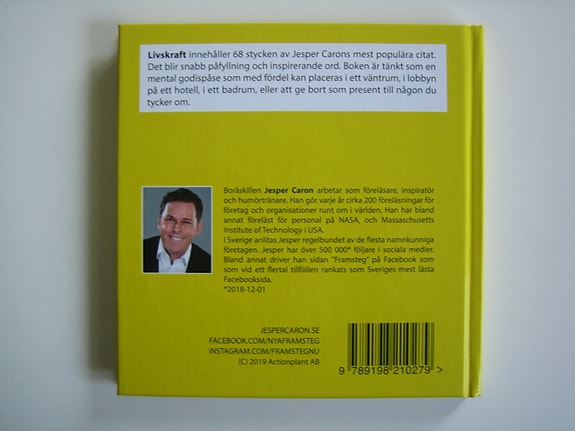 Livskraft innehåller 68 stycken av Jesper Carons mest populära citat.
Det blir snabb påfyllning och inspirerande ord. Boken är tänkt som en
mental godispåse som med fördel kan placeras i ett väntrum, i lobbyn
på ett hotell, i ett badrum, eller att ge bort som present till någon du
tycker om.
Boråskillen Jesper Caron arbetar som föreläsare, inspiratör
och humörtränare. Han gör varje år cirka 200 föreläsningar för
företag och organisationer runt om i världen. Han har bland
annat föreläst för personal på NASA, och Massachusetts
Institute of Technology i USA.
I Sverige anlitas Jesper regelbundet av de flesta namnkunniga
företagen. Jesper har över 500 000* följare i sociala medier.
Bland annat driver han sidan "Framsteg" på Facebook som
som vid ett flertal tillfällen rankats som Sveriges mest lästa
Facebooksida.
*2018-12-01
JESPERCARON.SE
FACEBOOK.COM/NYAFRAMSTEG
INSTAGRAM.COM/FRAMSTEGNU
(C) 2019 Actionplant AB
9 789198 210279 >